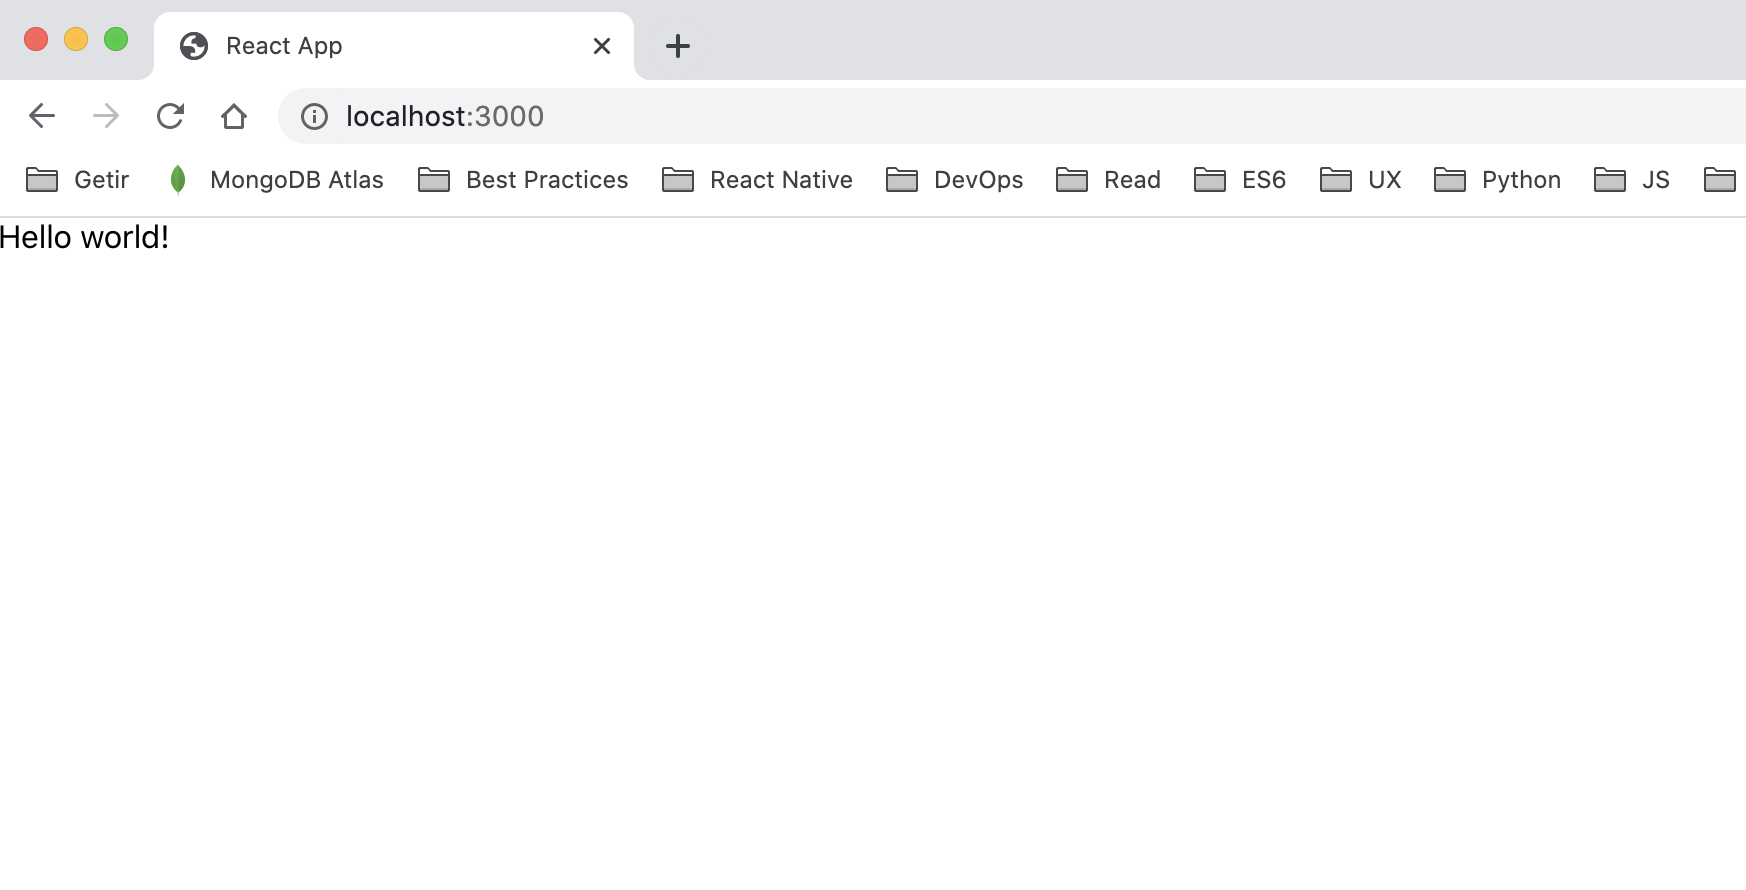 React App
localhost:3000
Getir MongoDB Atlas Best Practices React Native DevOps Read ES6 UX Python JS
Hello world!